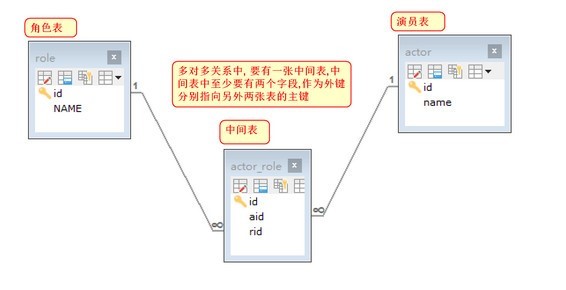 角色表
演员表
role
id
NAME
多对多关系中, 要有一张中间表,中
间表中至少要有两个字段,作为外键
分别指向另外两张表的主键
actor
id
name
1
1
中间表
actor_role
id
aid
rid
∞
∞